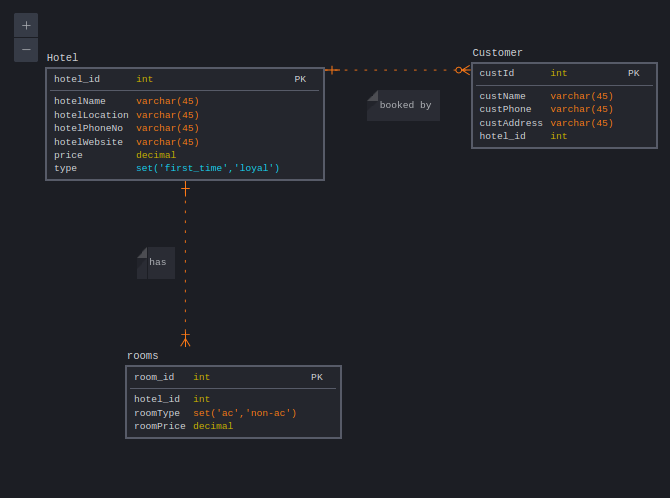 +
−
Hotel
hotel_id int PK
hotelName varchar(45)
hotelLocation varchar(45)
hotelPhoneNo varchar(45)
hotelWebsite varchar(45)
price decimal
type set('first_time','loyal')
booked by
Customer
custId int PK
custName varchar(45)
custPhone varchar(45)
custAddress varchar(45)
hotel_id int
has
rooms
room_id int PK
hotel_id int
roomType set('ac','non-ac')
roomPrice decimal